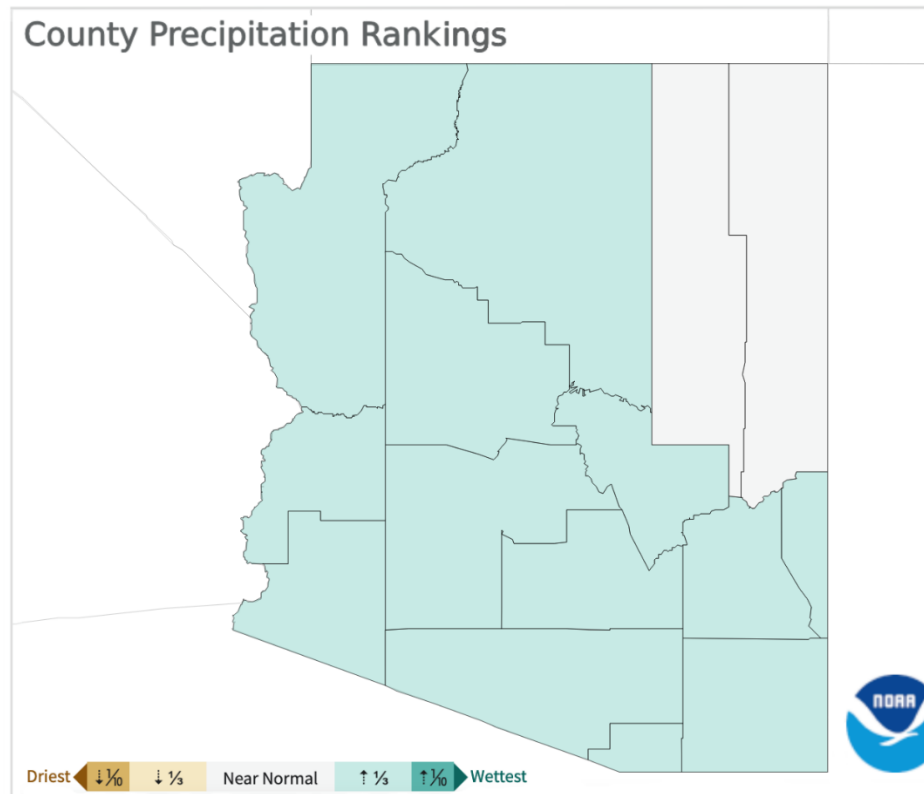 County Precipitation Rankings
NOAA
Driest ↓⅒ ↓ ⅓ Near Normal ↑ ⅓ ↑⅒ Wettest